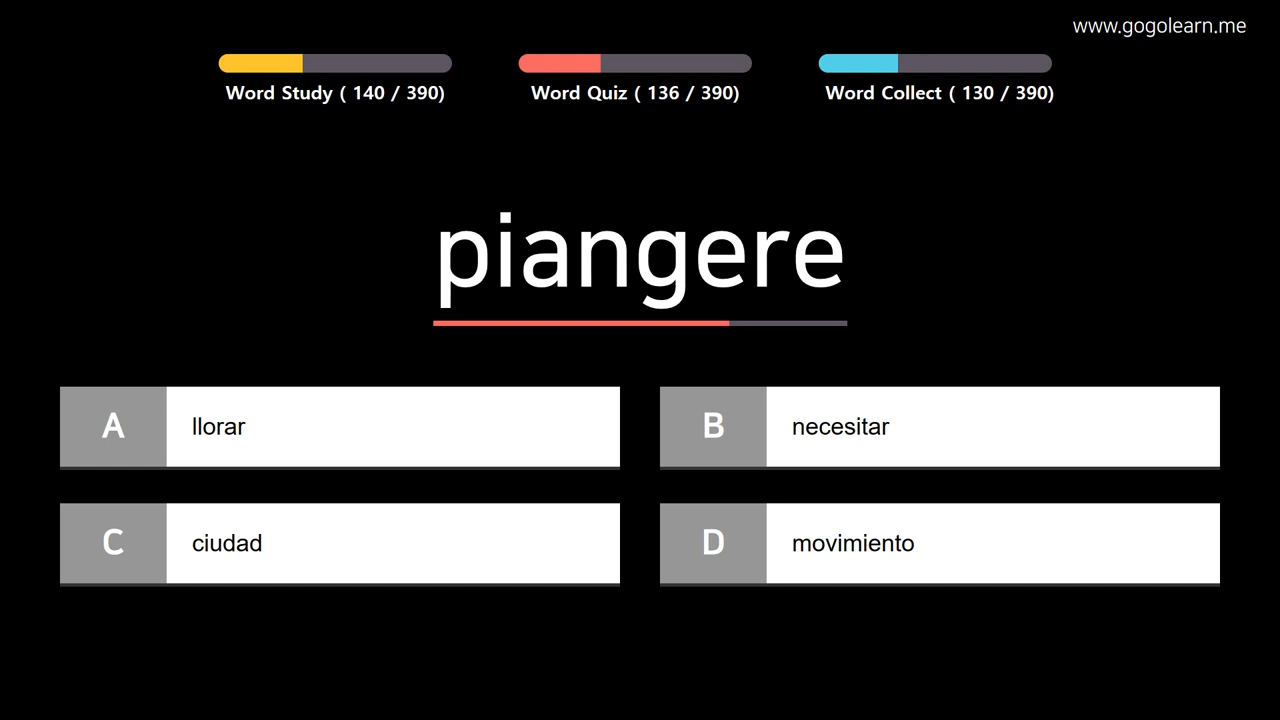 www.gogolearn.me
Word Study ( 140 / 390)
Word Quiz ( 136 / 390)
Word Collect ( 130 / 390)
piangere
A llorar
B necesitar
C ciudad
D movimiento